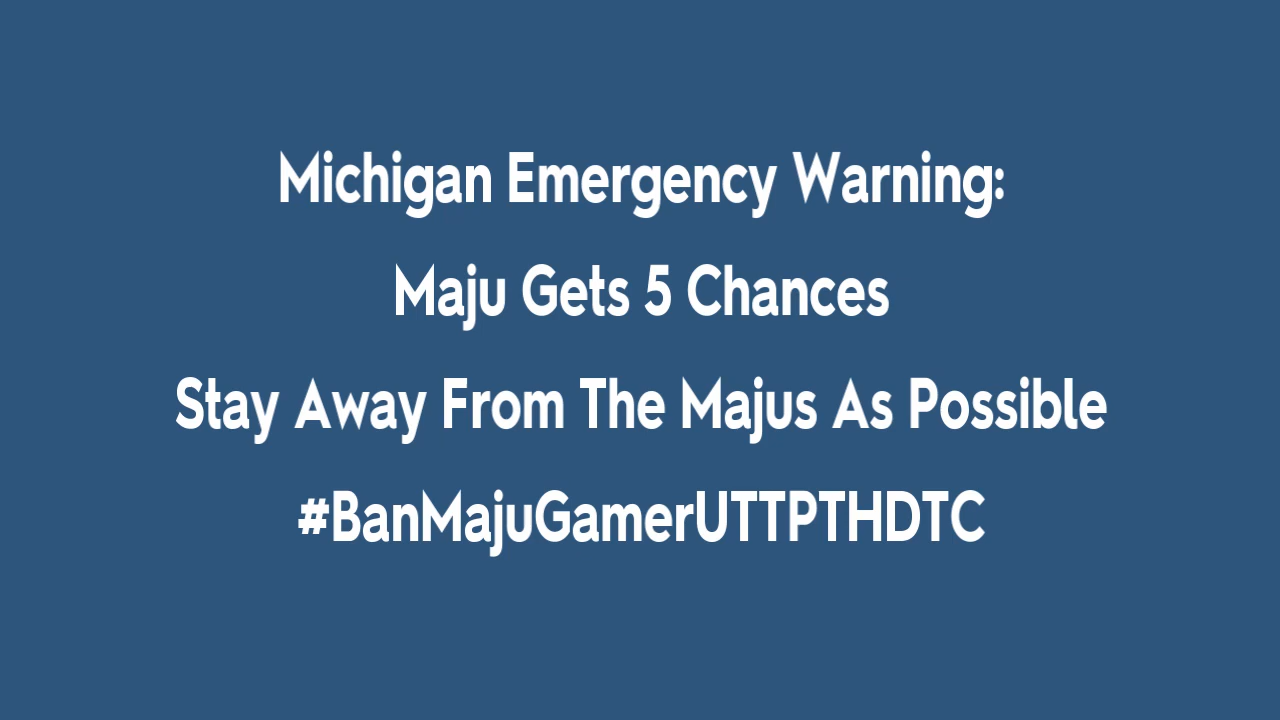 Michigan Emergency Warning:
Maju Gets 5 Chances
Stay Away From The Majus As Possible
#BanMajuGamerUTTPTHDTC